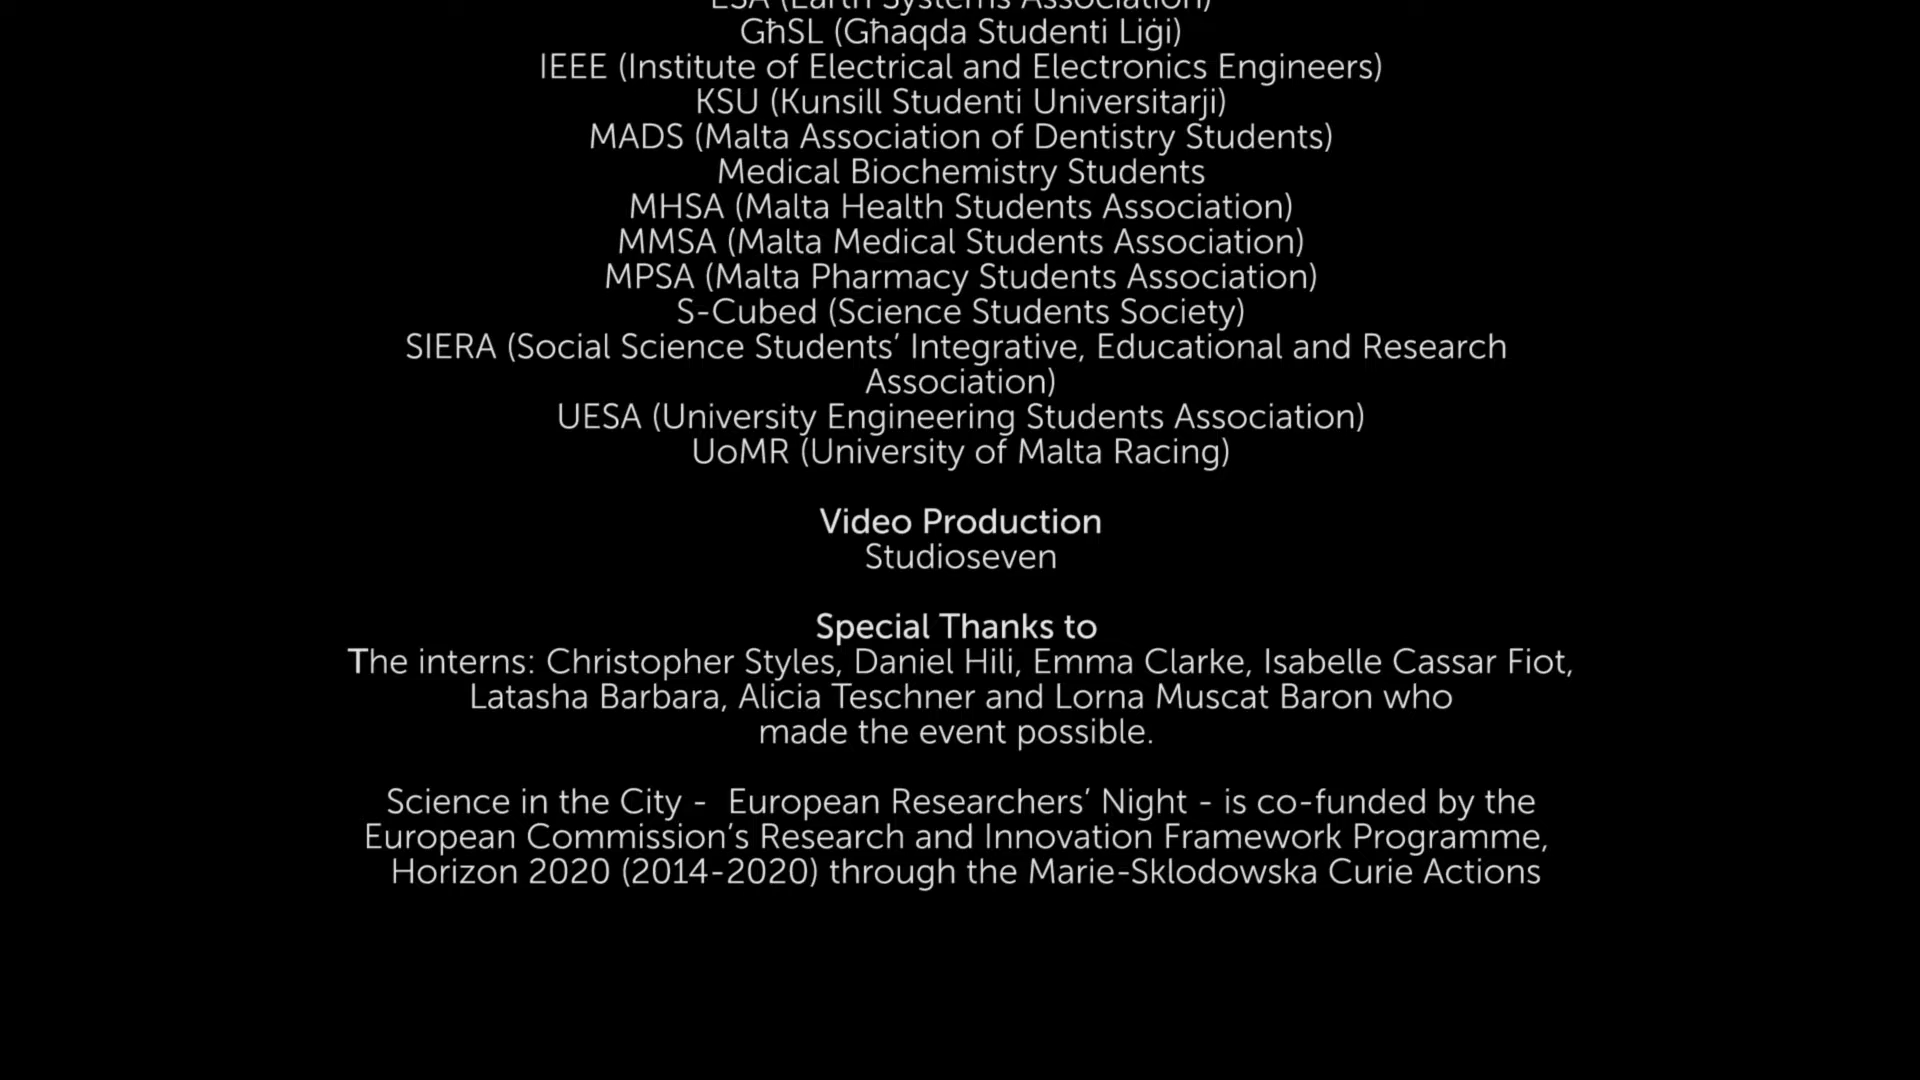 ESA (Earth Systems Association)
GħSL (Għaqda Studenti Liġi)
IEEE (Institute of Electrical and Electronics Engineers)
KSU (Kunsill Studenti Universitarji)
MADS (Malta Association of Dentistry Students)
Medical Biochemistry Students
MHSA (Malta Health Students Association)
MMSA (Malta Medical Students Association)
MPSA (Malta Pharmacy Students Association)
S-Cubed (Science Students Society)
SIERA (Social Science Students’ Integrative, Educational and Research
Association)
UESA (University Engineering Students Association)
UoMR (University of Malta Racing)
Video Production
Studioseven
Special Thanks to
The interns: Christopher Styles, Daniel Hili, Emma Clarke, Isabelle Cassar Fiot,
Latasha Barbara, Alicia Teschner and Lorna Muscat Baron who
made the event possible.
Science in the City -  European Researchers’ Night - is co-funded by the
European Commission’s Research and Innovation Framework Programme,
Horizon 2020 (2014-2020) through the Marie-Sklodowska Curie Actions